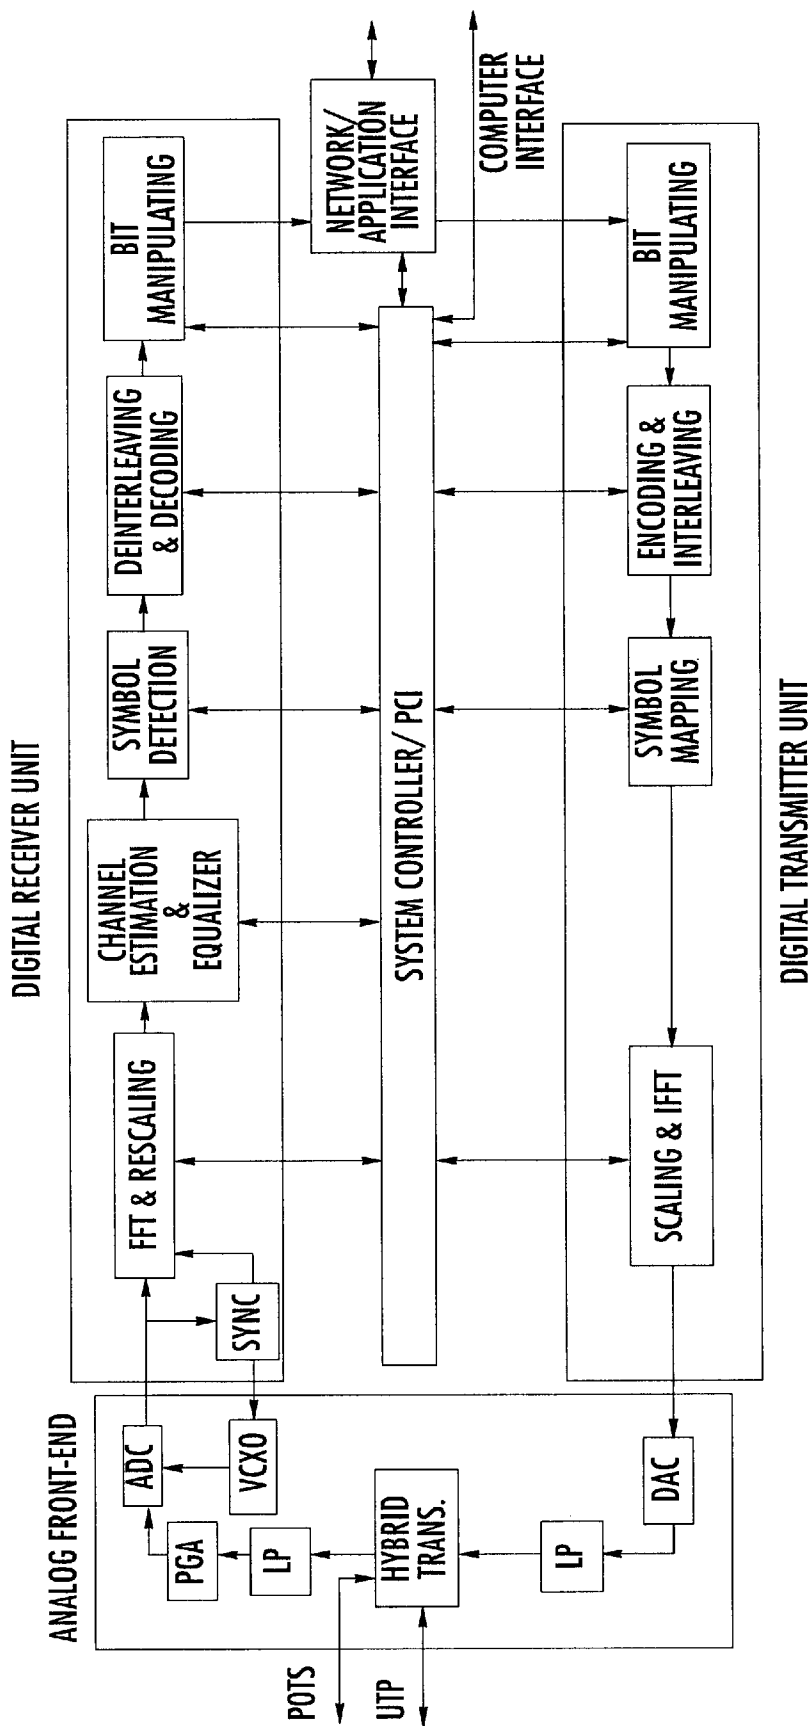 DIGITAL RECEIVER UNIT
BIT
MANIPULATING
DEINTERLEAVING
& DECODING
SYMBOL
DETECTION
CHANNEL
ESTIMATION
&
EQUALIZER
FFT & RESCALING
SYNC
NETWORK/
APPLICATION
INTERFACE
COMPUTER
INTERFACE
SYSTEM CONTROLLER/ PCI
ANALOG FRONT-END
ADC
VCXO
PGA
LP
HYBRID
TRANS.
LP
DAC
POTS
UTP
BIT
MANIPULATING
ENCODING &
INTERLEAVING
SYMBOL
MAPPING
SCALING & IFFT
DIGITAL TRANSMITTER UNIT